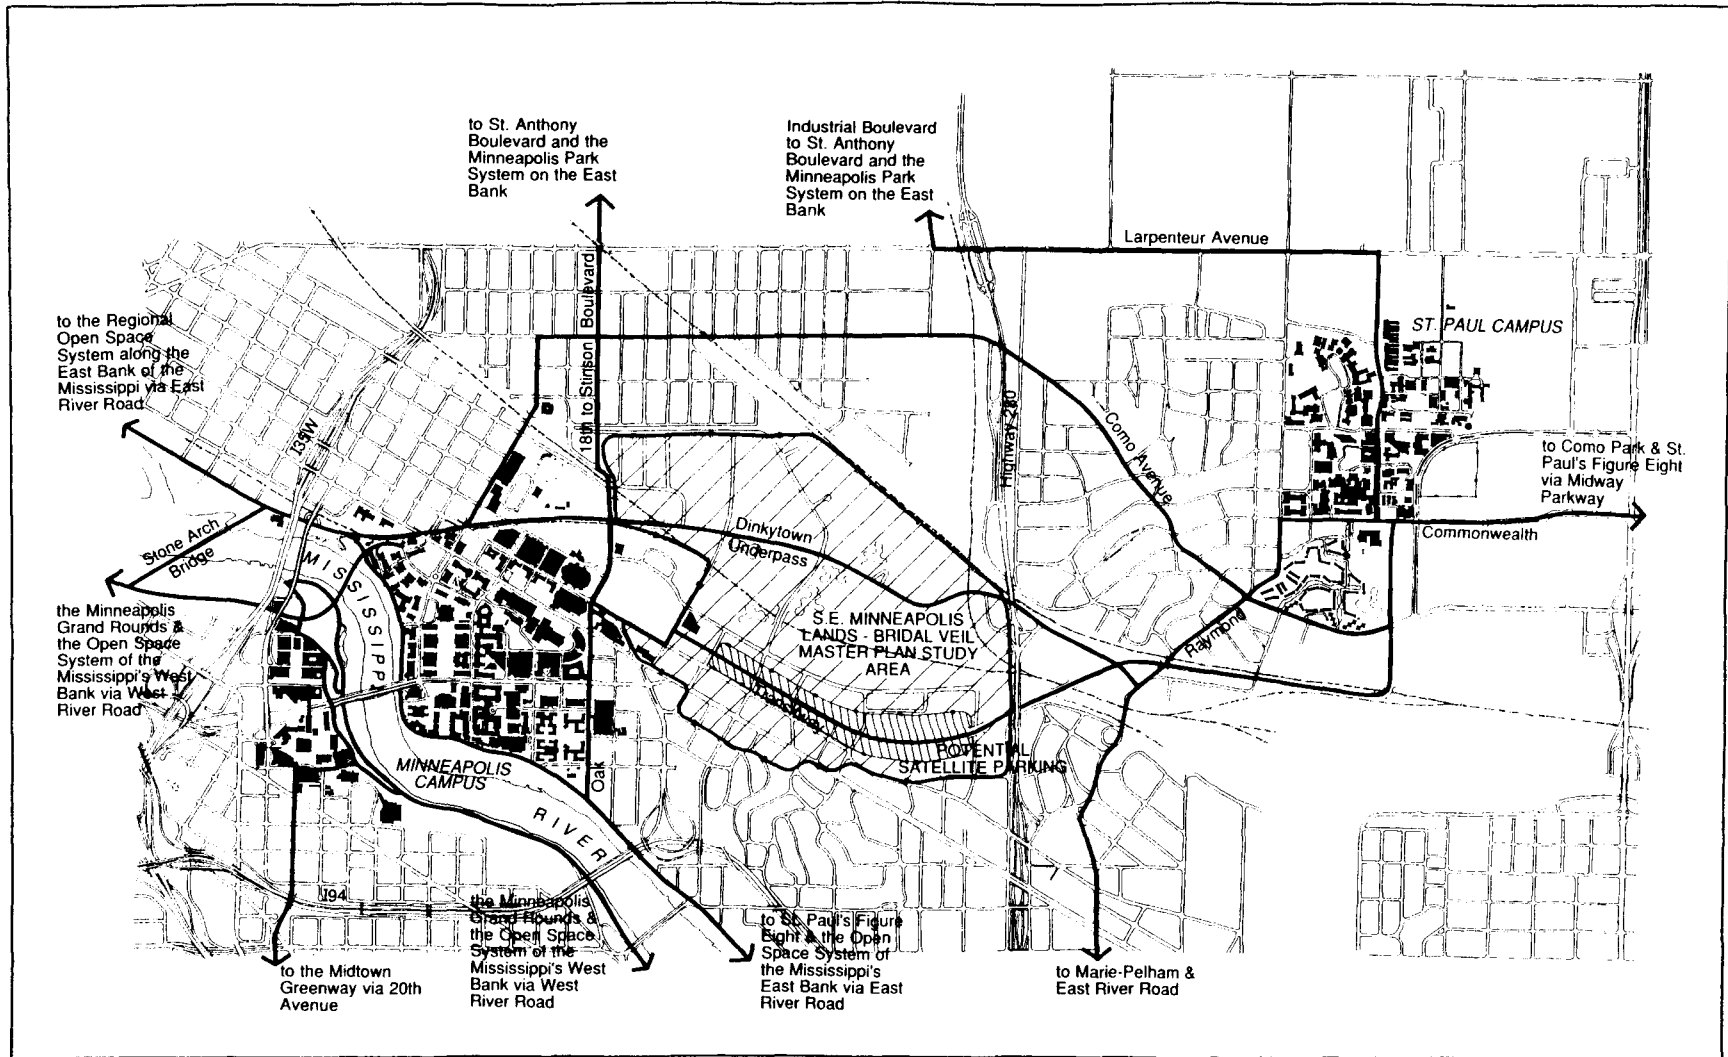 to St. Anthony
Boulevard and the
Minneapolis Park
System on the East
Bank
Industrial Boulevard
to St. Anthony
Boulevard and the
Minneapolis Park
System on the East
Bank
Larpenteur Avenue
18th to Stinson Boulevard
to the Regional
Open Space
System along the
East Bank of the
Mississippi via East
River Road
I35W
ST. PAUL CAMPUS
Highway 280
Como Avenue
to Como Park & St.
Paul's Figure Eight
via Midway
Parkway
Commonwealth
Stone Arch
Bridge
MISSISSIPPI
Dinkytown
Underpass
the Minneapolis
Grand Rounds &
the Open Space
System of the
Mississippi's West
Bank via West
River Road
S.E. MINNEAPOLIS
LANDS - BRIDAL VEIL
MASTER PLAN STUDY
AREA
Raymond
POTENTIAL
SATELLITE PARKING
MINNEAPOLIS
CAMPUS
Oak
RIVER
I94
the Minneapolis
Grand Rounds &
the Open Space
System of the
Mississippi's West
Bank via West
River Road
to St. Paul's Figure
Eight & the Open
Space System of
the Mississippi's
East Bank via East
River Road
to the Midtown
Greenway via 20th
Avenue
to Marie-Pelham &
East River Road